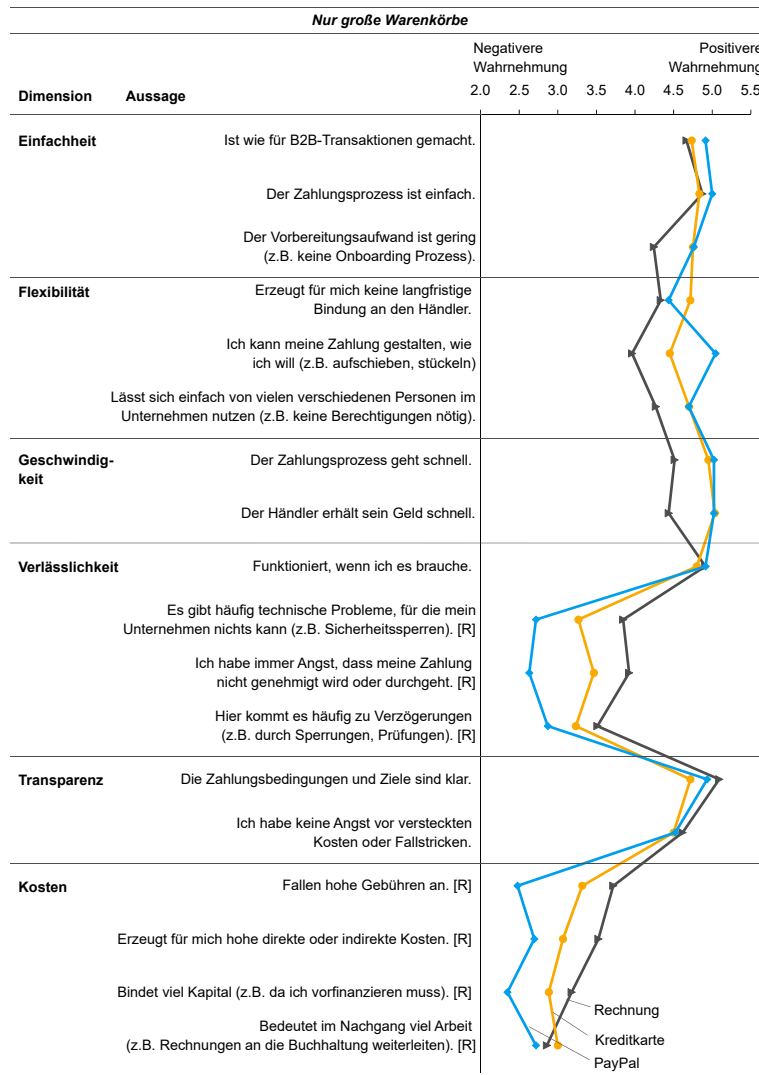 Nur große Warenkörbe
Negativere
Wahrnehmung
Positivere
Wahrnehmung
Dimension Aussage
2.0 2.5 3.0 3.5 4.0 4.5 5.0 5.5
Einfachheit
Ist wie für B2B-Transaktionen gemacht.
Der Zahlungsprozess ist einfach.
Der Vorbereitungsaufwand ist gering
(z.B. keine Onboarding Prozess).
Flexibilität
Erzeugt für mich keine langfristige
Bindung an den Händler.
Ich kann meine Zahlung gestalten, wie
ich will (z.B. aufschieben, stückeln)
Lässt sich einfach von vielen verschiedenen Personen im
Unternehmen nutzen (z.B. keine Berechtigungen nötig).
Geschwindig-
keit
Der Zahlungsprozess geht schnell.
Der Händler erhält sein Geld schnell.
Verlässlichkeit
Funktioniert, wenn ich es brauche.
Es gibt häufig technische Probleme, für die mein
Unternehmen nichts kann (z.B. Sicherheitssperren). [R]
Ich habe immer Angst, dass meine Zahlung
nicht genehmigt wird oder durchgeht. [R]
Hier kommt es häufig zu Verzögerungen
(z.B. durch Sperrungen, Prüfungen). [R]
Transparenz
Die Zahlungsbedingungen und Ziele sind klar.
Ich habe keine Angst vor versteckten
Kosten oder Fallstricken.
Kosten
Fallen hohe Gebühren an. [R]
Erzeugt für mich hohe direkte oder indirekte Kosten. [R]
Bindet viel Kapital (z.B. da ich vorfinanzieren muss). [R]
Bedeutet im Nachgang viel Arbeit
(z.B. Rechnungen an die Buchhaltung weiterleiten). [R]
Rechnung
Kreditkarte
PayPal